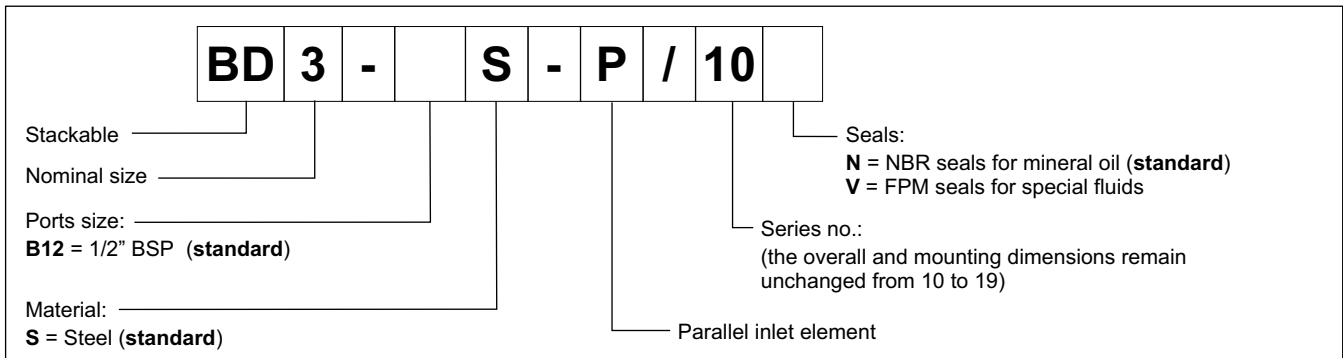 BD 3 - S - P / 10
Stackable
Nominal size
Ports size:
B12 = 1/2” BSP (standard)
Material:
S = Steel (standard)
Seals:
N = NBR seals for mineral oil (standard)
V = FPM seals for special fluids
Series no.:
(the overall and mounting dimensions remain
unchanged from 10 to 19)
Parallel inlet element